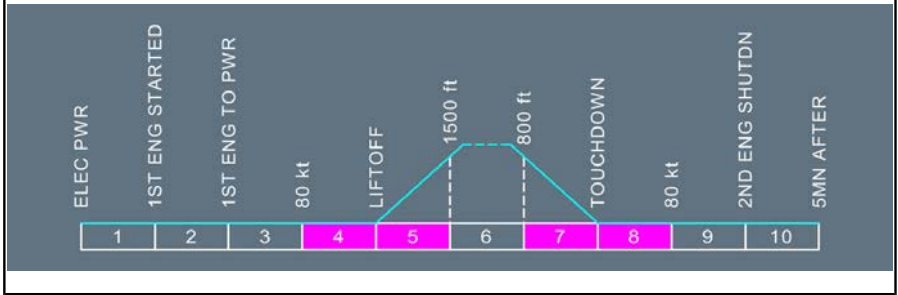 ELEC PWR
1ST ENG STARTED
1ST ENG TO PWR
80 kt
LIFTOFF
1500 ft
800 ft
TOUCHDOWN
80 kt
2ND ENG SHUTDN
5MN AFTER
1 2 3 4 5 6 7 8 9 10